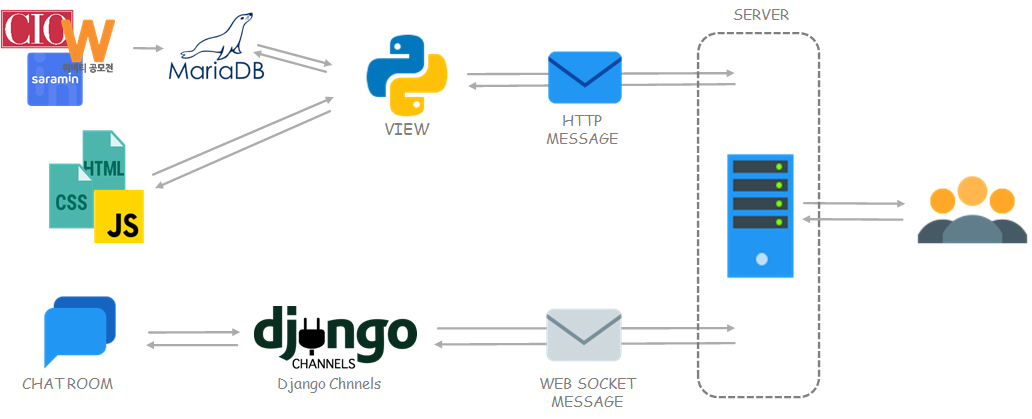 SERVER
CIO
W
위비티 공모전
saramin
MariaDB
VIEW
HTTP
MESSAGE
HTML
CSS
JS
CHAT ROOM
django
CHANNELS
Django Chnnels
WEB SOCKET
MESSAGE